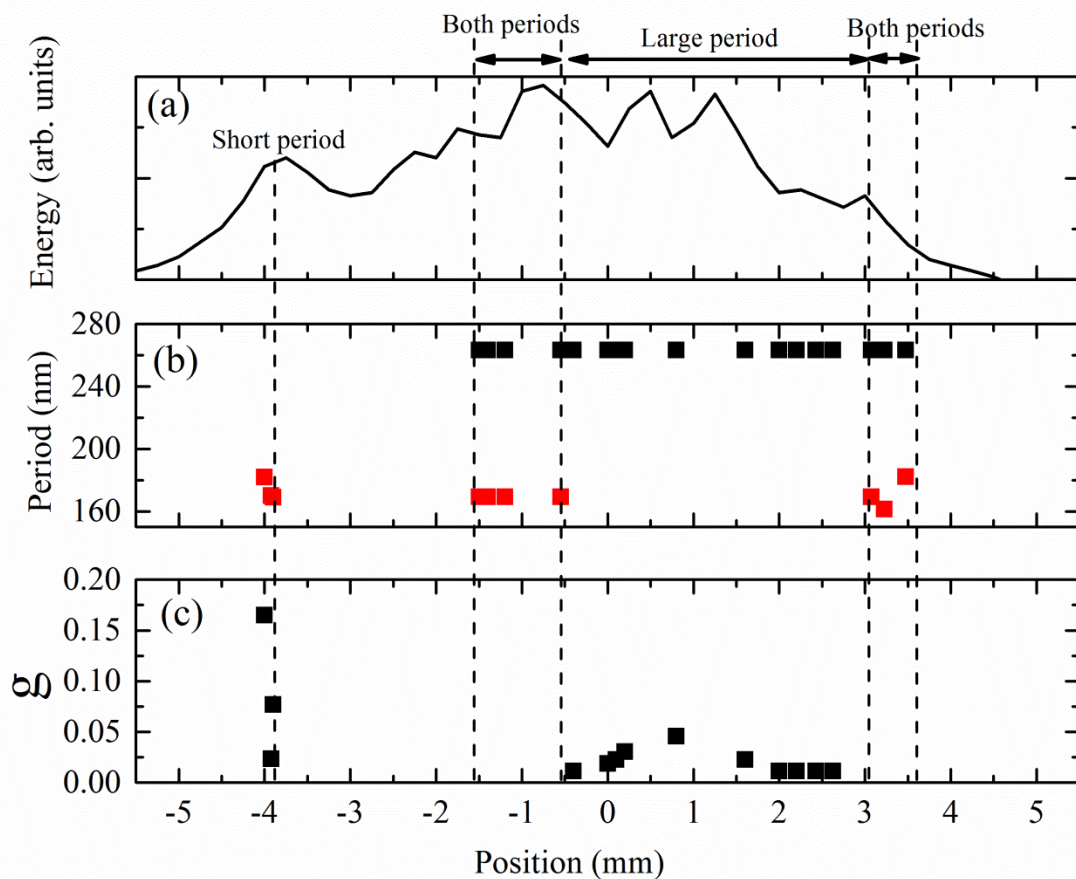 Both periods
Large period
Both periods
Energy (arb. units)
(a)
Short period
Period (nm)
280
240
200
160
(b)
g
0.20
0.15
0.10
0.05
0.00
(c)
-5 -4 -3 -2 -1 0 1 2 3 4 5
Position (mm)